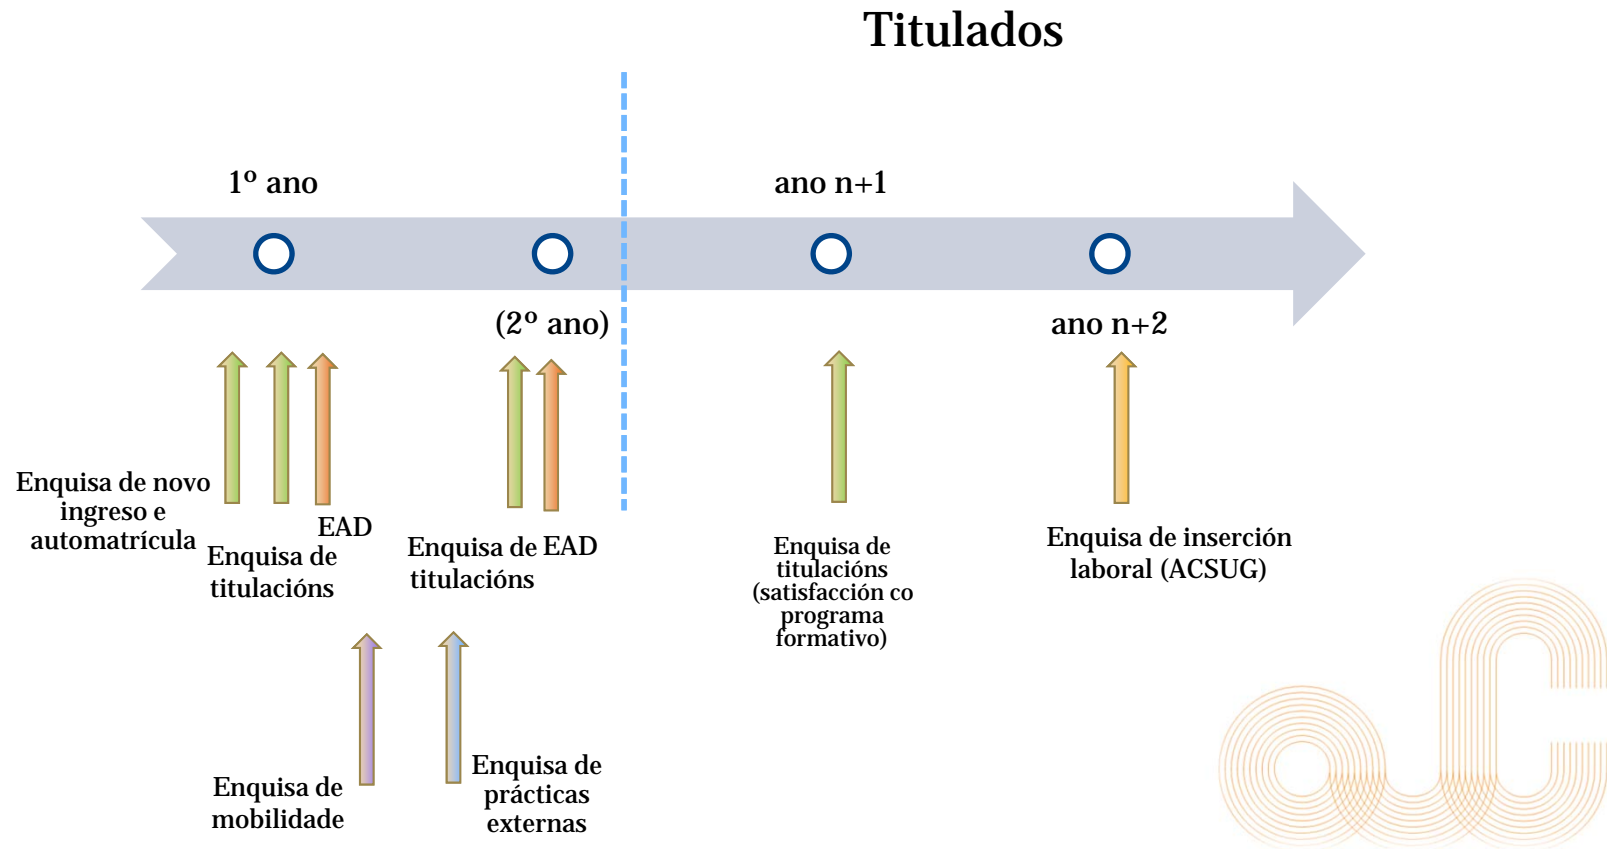 Titulados
1º ano
ano n+1
(2º ano)
ano n+2
Enquisa de novo
ingreso e
automatrícula
Enquisa de
titulacións
EAD
Enquisa de
titulacións
EAD
Enquisa de
titulacións
(satisfacción co
programa
formativo)
Enquisa de inserción
laboral (ACSUG)
Enquisa de
mobilidade
Enquisa de
prácticas
externas